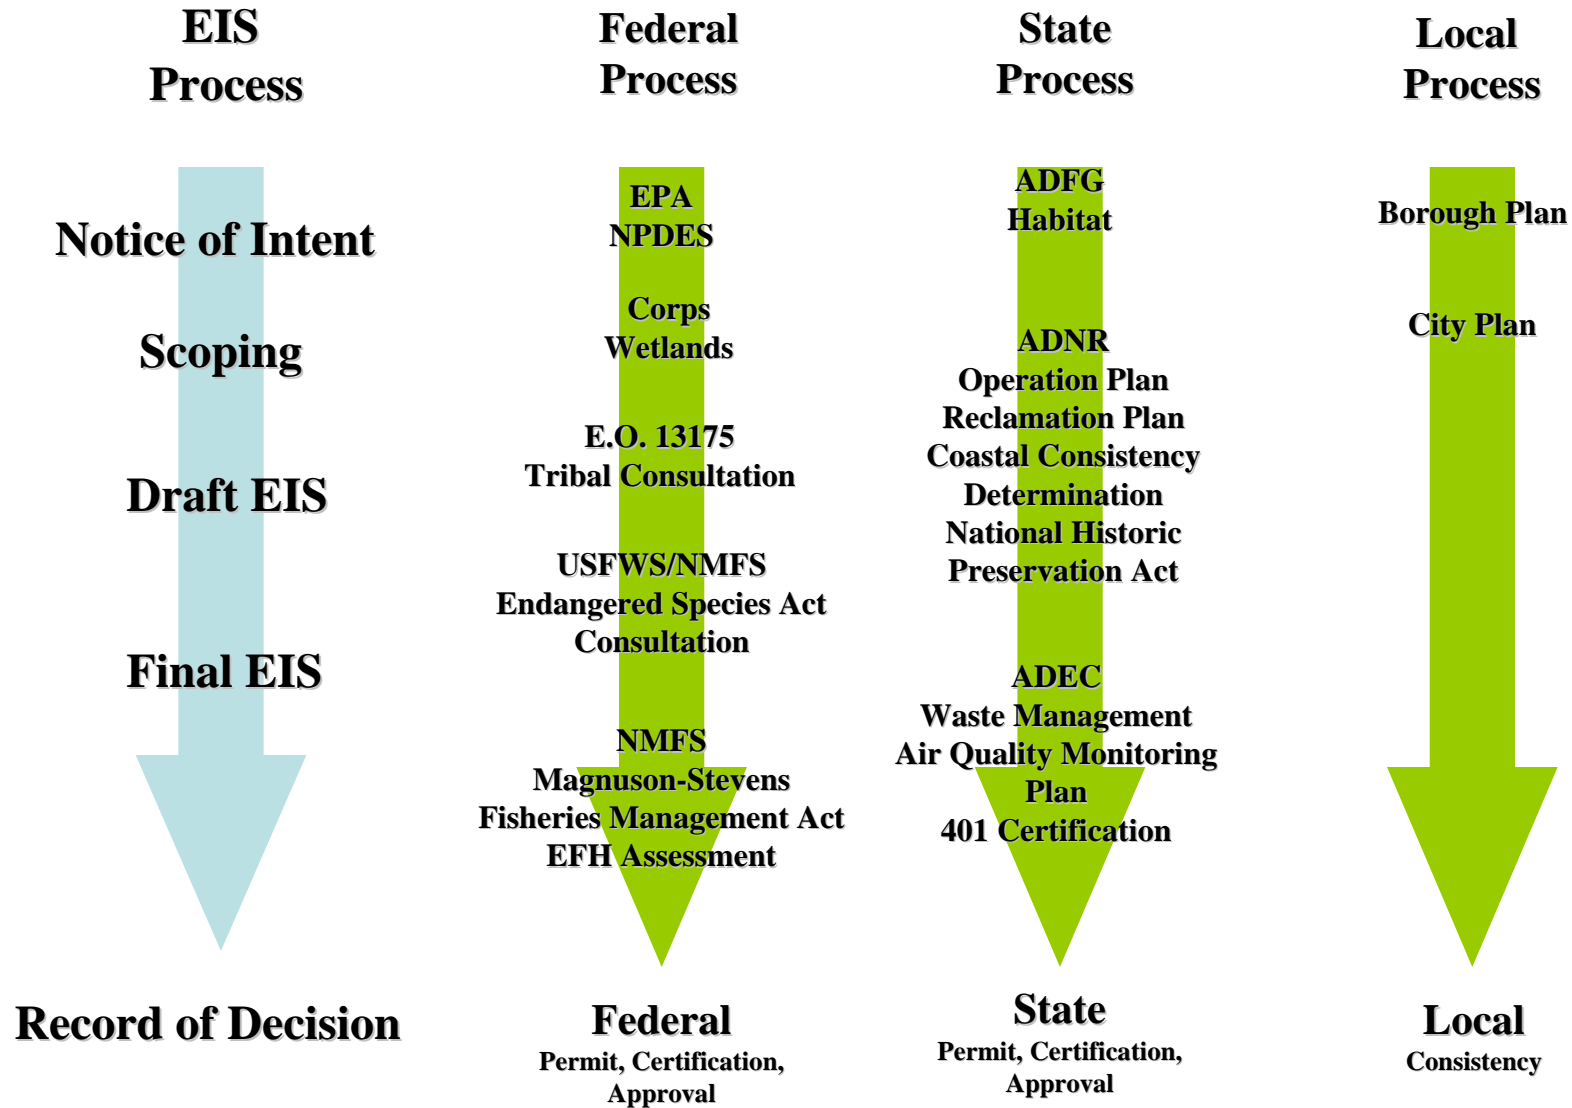 EIS
Process
Notice of Intent
Scoping
Draft EIS
Final EIS
Record of Decision
Federal
Process
EPA
NPDES
Corps
Wetlands
E.O. 13175
Tribal Consultation
USFWS/NMFS
Endangered Species Act
Consultation
NMFS
Magnuson-Stevens
Fisheries Management Act
EFH Assessment
Federal
Permit, Certification,
Approval
State
Process
ADFG
Habitat
ADNR
Operation Plan
Reclamation Plan
Coastal Consistency
Determination
National Historic
Preservation Act
ADEC
Waste Management
Air Quality Monitoring
Plan
401 Certification
State
Permit, Certification,
Approval
Local
Process
Borough Plan
City Plan
Local
Consistency